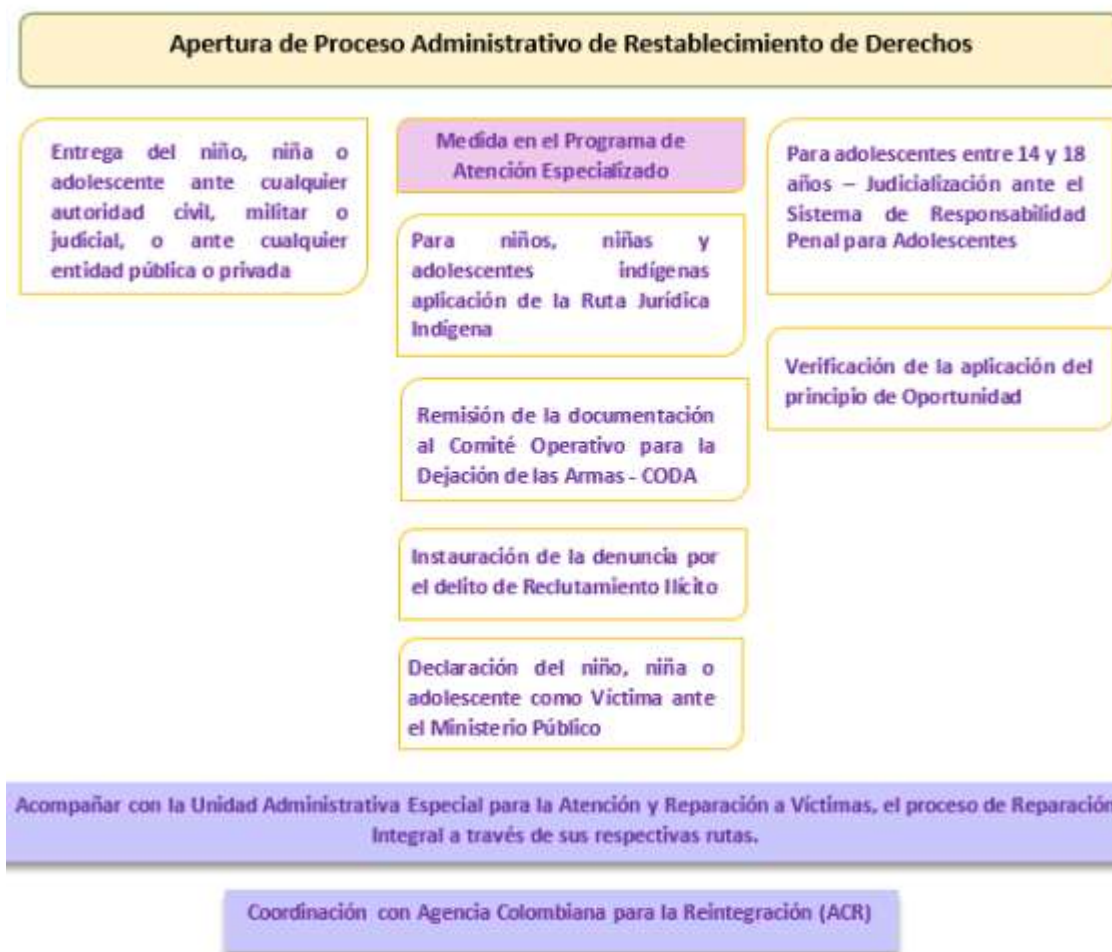 Apertura de Proceso Administrativo de Restablecimiento de Derechos
Entrega del niño, niña o
adolescente ante cualquier
autoridad civil, militar o
judicial, o ante cualquier
entidad pública o privada
Medida en el Programa de
Atención Especializado
Para niños, niñas y
adolescentes indígenas
aplicación de la Ruta Jurídica
Indígena
Remisión de la documentación
al Comité Operativo para la
Dejación de las Armas - CODA
Instauración de la denuncia por
el delito de Reclutamiento Ilícito
Declaración del niño, niña o
adolescente como Víctima ante
el Ministerio Público
Para adolescentes entre 14 y 18
años – Judicialización ante el
Sistema de Responsabilidad
Penal para Adolescentes
Verificación de la aplicación del
principio de Oportunidad
Acompañar con la Unidad Administrativa Especial para la Atención y Reparación a Víctimas, el proceso de Reparación
Integral a través de sus respectivas rutas.
Coordinación con Agencia Colombiana para la Reintegración (ACR)